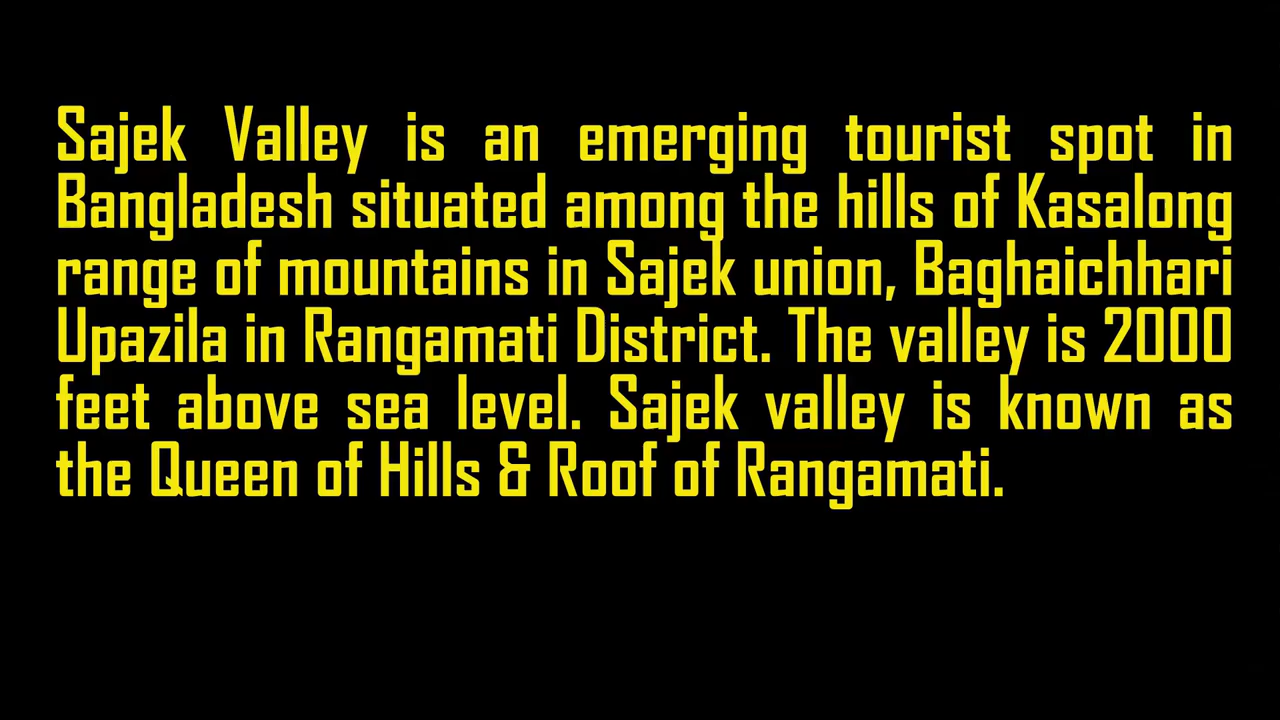 Sajek Valley is an emerging tourist spot in
Bangladesh situated among the hills of Kasalong
range of mountains in Sajek union, Baghaichhari
Upazila in Rangamati District. The valley is 2000
feet above sea level. Sajek valley is known as
the Queen of Hills & Roof of Rangamati.